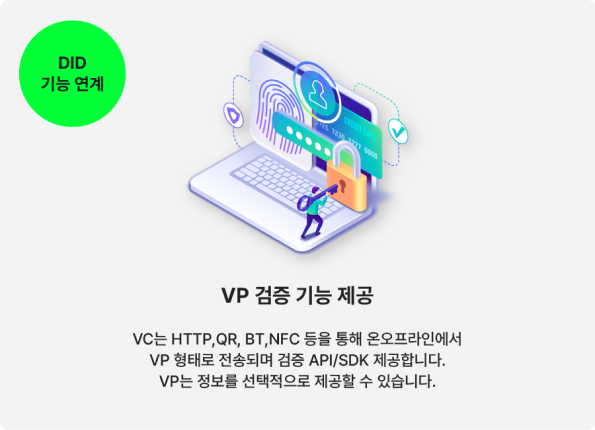 DID
기능 연계
VP 검증 기능 제공
VC는 HTTP,QR, BT,NFC 등을 통해 온오프라인에서
VP 형태로 전송되며 검증 API/SDK 제공합니다.
VP는 정보를 선택적으로 제공할 수 있습니다.